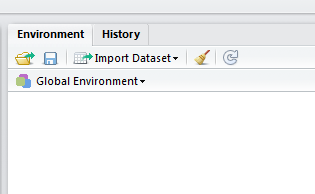 Environment History
Import Dataset
Global Environment